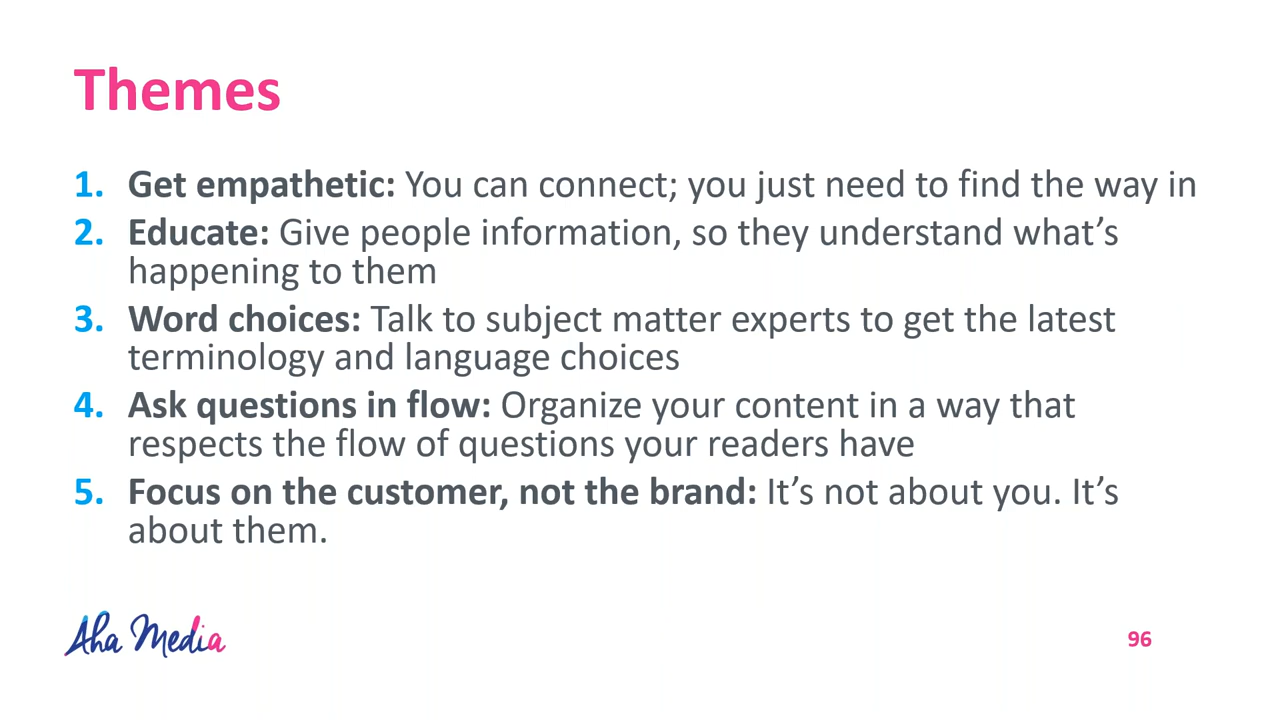 Themes
1. Get empathetic: You can connect; you just need to find the way in
2. Educate: Give people information, so they understand what’s
happening to them
3. Word choices: Talk to subject matter experts to get the latest
terminology and language choices
4. Ask questions in flow: Organize your content in a way that
respects the flow of questions your readers have
5. Focus on the customer, not the brand: It’s not about you. It’s
about them.
Aha Media
96